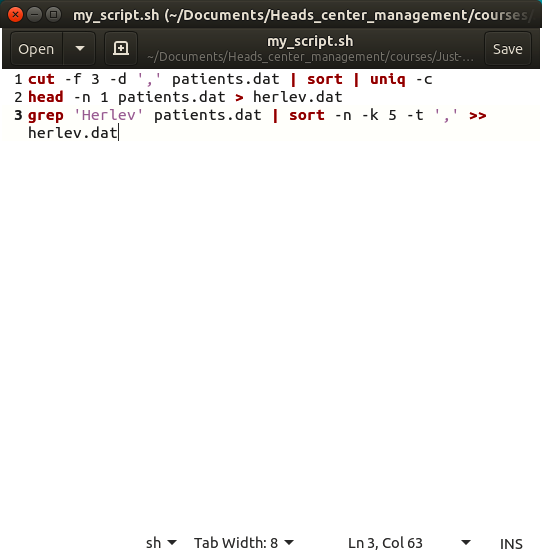 my_script.sh (~/Documents/Heads_center_management/courses/
Open
my_script.sh
~/Documents/Heads_center_management/courses/Just-...
Save
1 cut -f 3 -d ',' patients.dat | sort | uniq -c
2 head -n 1 patients.dat > herlev.dat
3 grep 'Herlev' patients.dat | sort -n -k 5 -t ',' >>
herlev.dat
sh Tab Width: 8 Ln 3, Col 63 INS